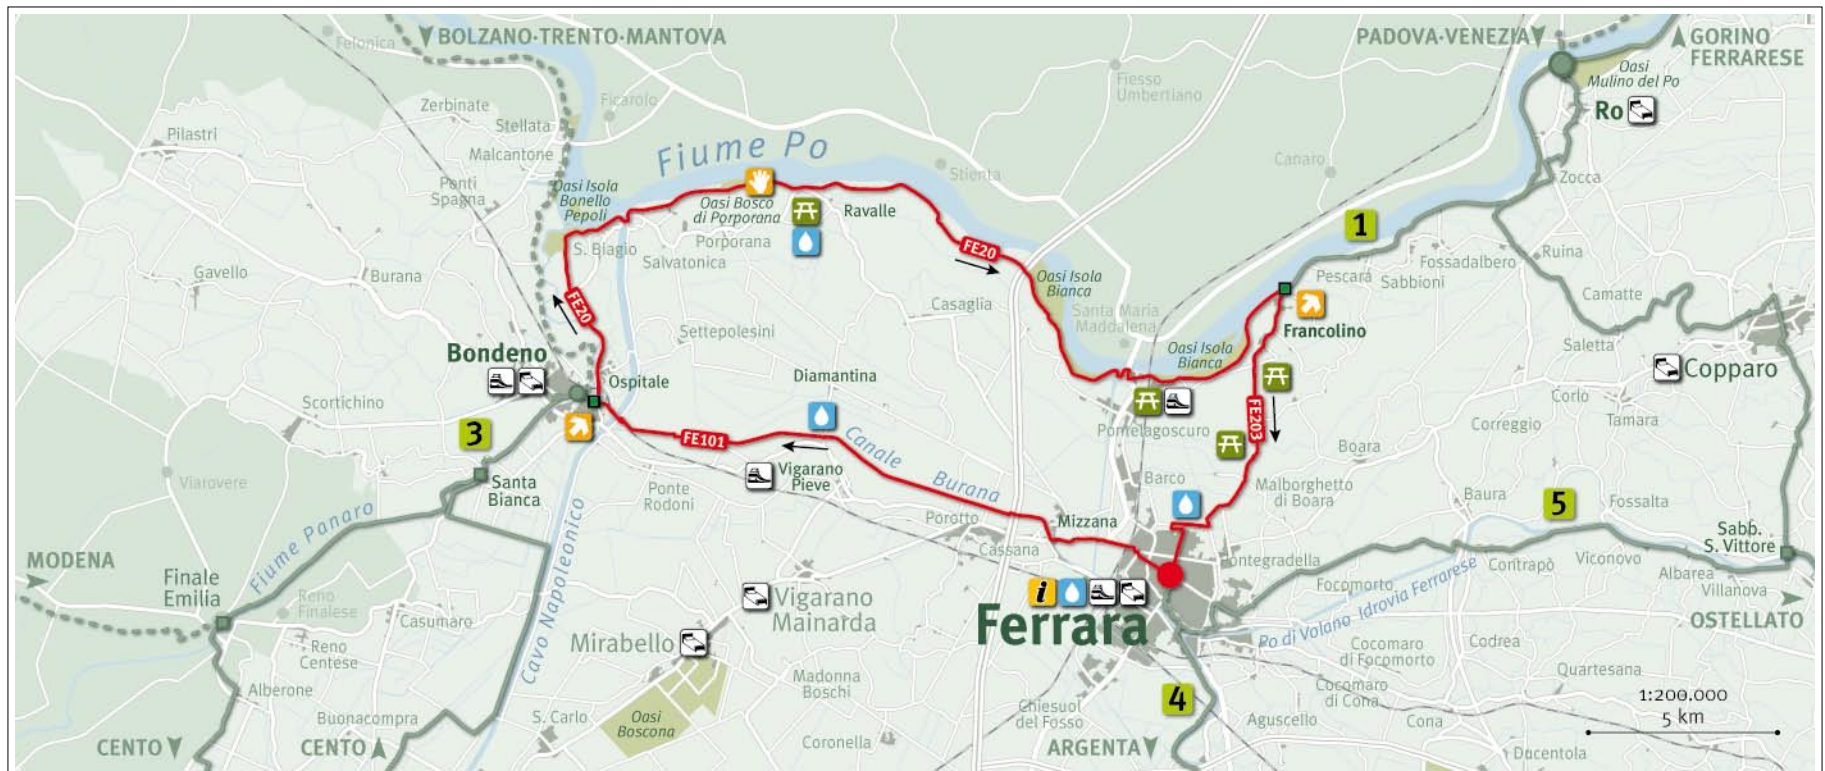 Felonica
BOLZANO·TRENTO·MANTOVA
PADOVA·VENEZIA
GORINO
FERRARESE
Oasi
Mulino del Po
Ro
Fiesso
Umbertiano
Zerbinate
Ficarolo
Stellata
Pilastri
Malcantone
Fiume Po
Canaro
Stienta
Zocca
Ponti
Spagna
Oasi Isola
Bonello
Pepoli
Oasi Bosco
di Porporana
Ravalle
1
S. Biagio
Porporana
Salvatonica
FE20
Ruina
Fossadalbero
Pescara
Sabbioni
Gavello
Burana
Oasi Isola
Bianca
Camatte
FE20
Casaglia
Santa Maria
Maddalena
Francolino
Settepolesini
Oasi Isola
Bianca
Saletta
Bondeno
Copparo
Ospitale
Diamantina
Scortichino
Corlo
Tamara
FE203
3
FE101
Canale Burana
Pontelagoscuro
Correggio
Boara
Viarovere
Santa
Bianca
Vigarano
Pieve
Ponte
Rodoni
Barco
Malborghetto
di Boara
Baura
5
Fossalta
Porotto
Mizzana
Cassana
Sabb.
S. Vittore
MODENA
Fiume Panaro
Cavo Napoleonico
Pontegradella
Contrapò
Viconovo
Albarea
Villanova
Finale
Emilia
Reno
Finalese
Casumaro
Focomorto
Po di Volano Idrovia Ferrarese
i
Vigarano
Mainarda
Ferrara
OSTELLATO
Mirabello
Reno
Centese
Cocomaro
di Focomorto
Codrea
Quartesana
Alberone
Madonna
Boschi
Cocomaro
di Cona
4
1:200.000
5 km
Buonacompra
S. Carlo
Oasi
Boscona
Chiesuol
del Fosso
Aguscello
Cona
CENTO
CENTO
Coronella
ARGENTA
Ducentola